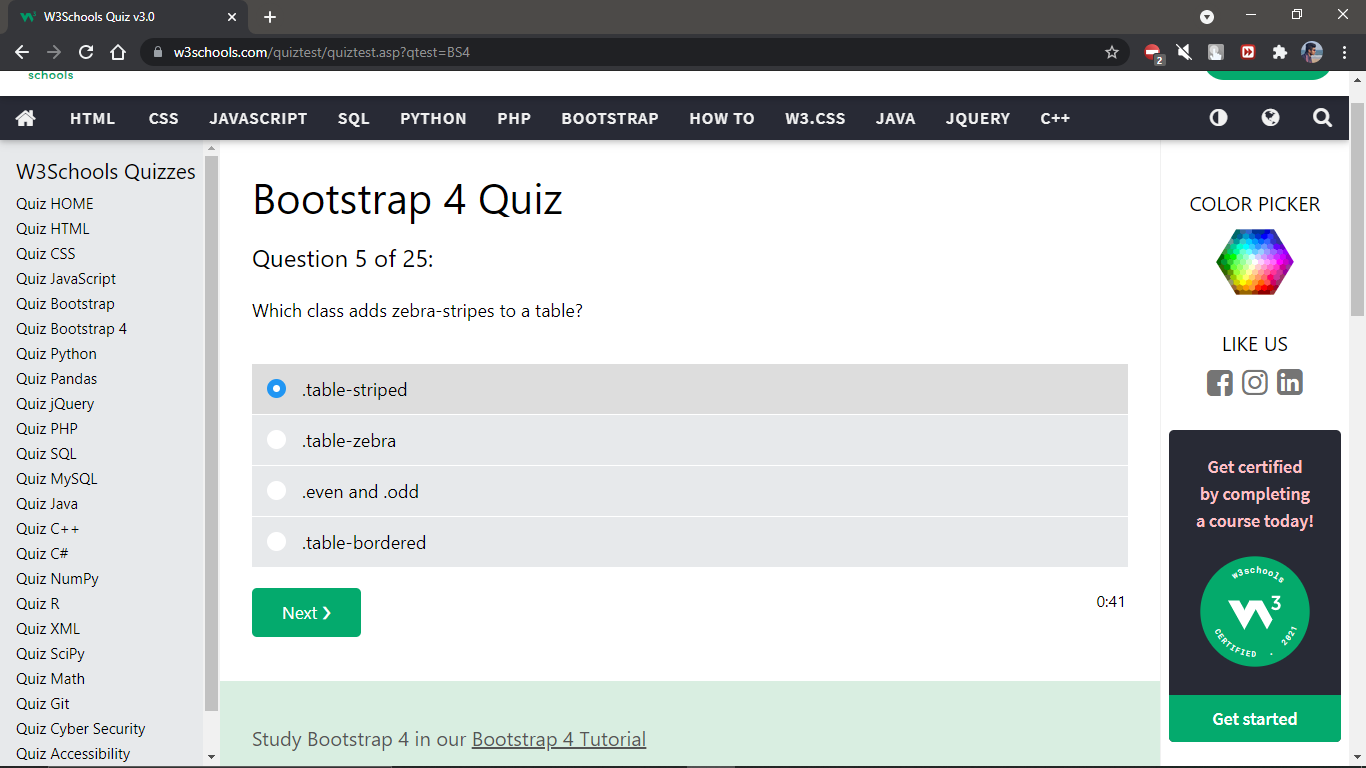 W3Schools Quiz v3.0
w3schools.com/quiztest/quiztest.asp?qtest=BS4
2
schools
HTML CSS JAVASCRIPT SQL PYTHON PHP BOOTSTRAP HOW TO W3.CSS JAVA JQUERY C++
W3Schools Quizzes
Quiz HOME
Quiz HTML
Quiz CSS
Quiz JavaScript
Quiz Bootstrap
Quiz Bootstrap 4
Quiz Python
Quiz Pandas
Quiz jQuery
Quiz PHP
Quiz SQL
Quiz MySQL
Quiz Java
Quiz C++
Quiz C#
Quiz NumPy
Quiz R
Quiz XML
Quiz SciPy
Quiz Math
Quiz Git
Quiz Cyber Security
Quiz Accessibility
Bootstrap 4 Quiz
Question 5 of 25:
Which class adds zebra-stripes to a table?
.table-striped
.table-zebra
.even and .odd
.table-bordered
Next ❯
0:41
Study Bootstrap 4 in our Bootstrap 4 Tutorial
COLOR PICKER
LIKE US
Get certified
by completing
a course today!
w3schools
W3
CERTIFIED . 2021
Get started